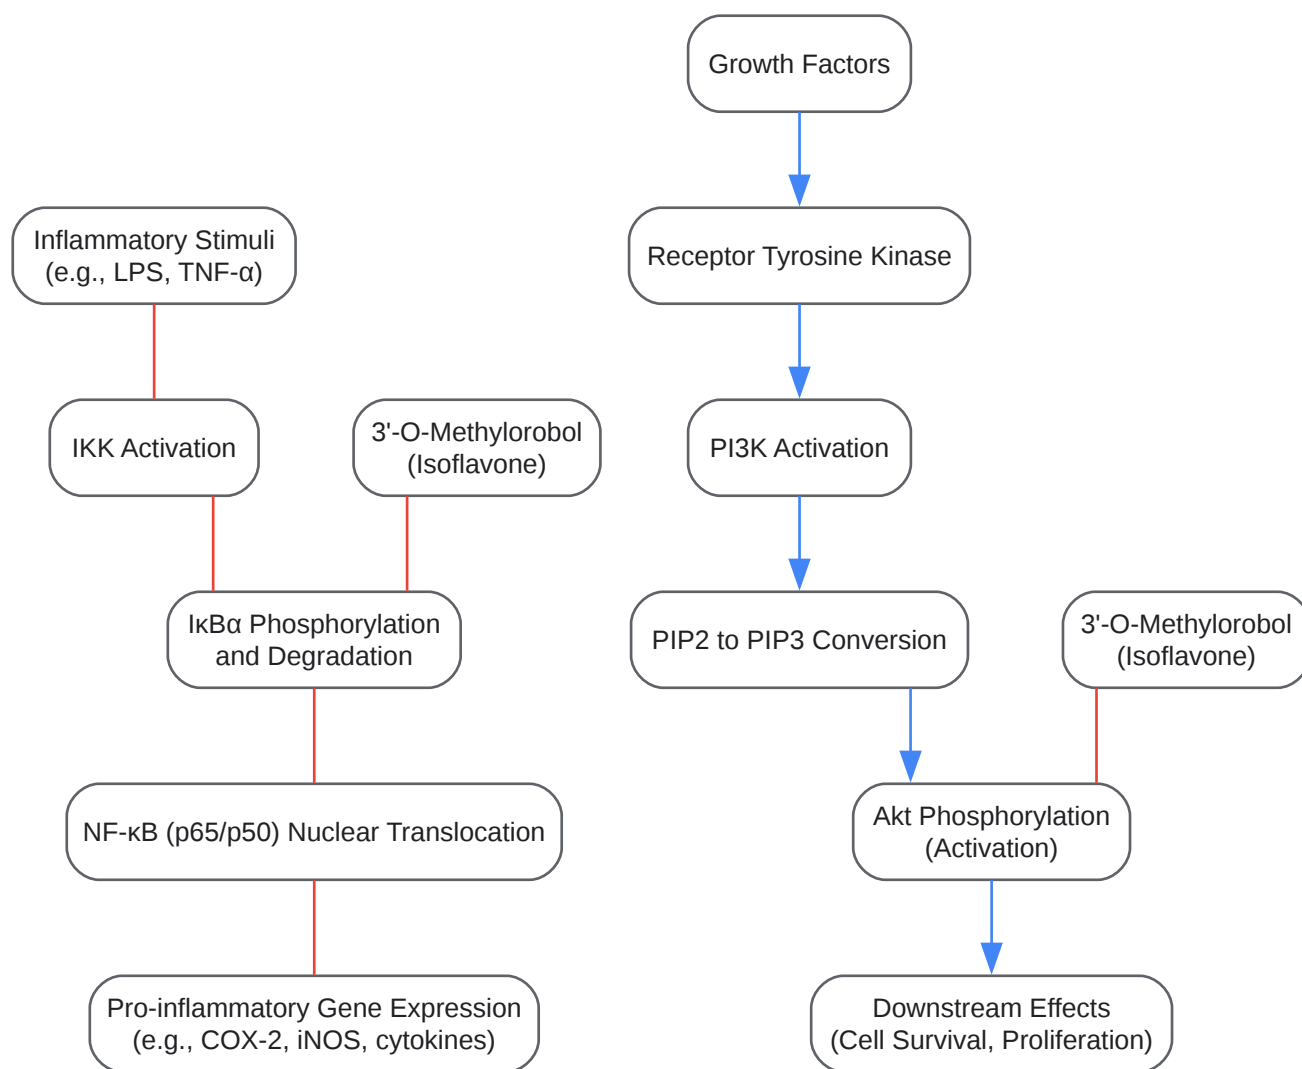 Growth Factors
Inflammatory Stimuli
(e.g., LPS, TNF-α)
Receptor Tyrosine Kinase
IKK Activation
3'-O-Methylorobol
(Isoflavone)
PI3K Activation
IκBα Phosphorylation
and Degradation
PIP2 to PIP3 Conversion
3'-O-Methylorobol
(Isoflavone)
NF-κB (p65/p50) Nuclear Translocation
Akt Phosphorylation
(Activation)
Pro-inflammatory Gene Expression
(e.g., COX-2, iNOS, cytokines)
Downstream Effects
(Cell Survival, Proliferation)